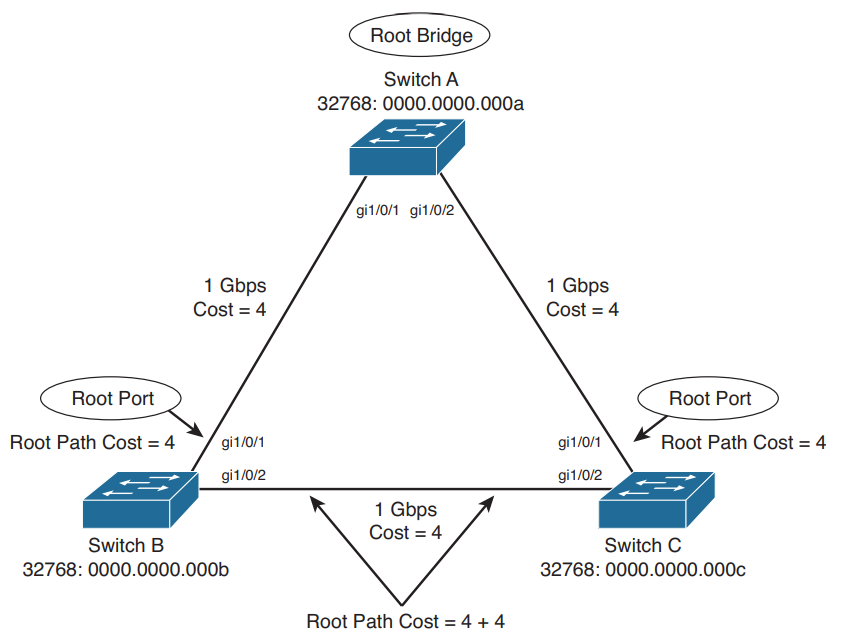 Root Bridge
Switch A
32768: 0000.0000.000a
gi1/0/1 gi1/0/2
1 Gbps
Cost = 4
1 Gbps
Cost = 4
Root Port
Root Path Cost = 4
gi1/0/1
gi1/0/2
Root Port
Root Path Cost = 4
gi1/0/1
gi1/0/2
1 Gbps
Cost = 4
Switch B
32768: 0000.0000.000b
Switch C
32768: 0000.0000.000c
Root Path Cost = 4 + 4